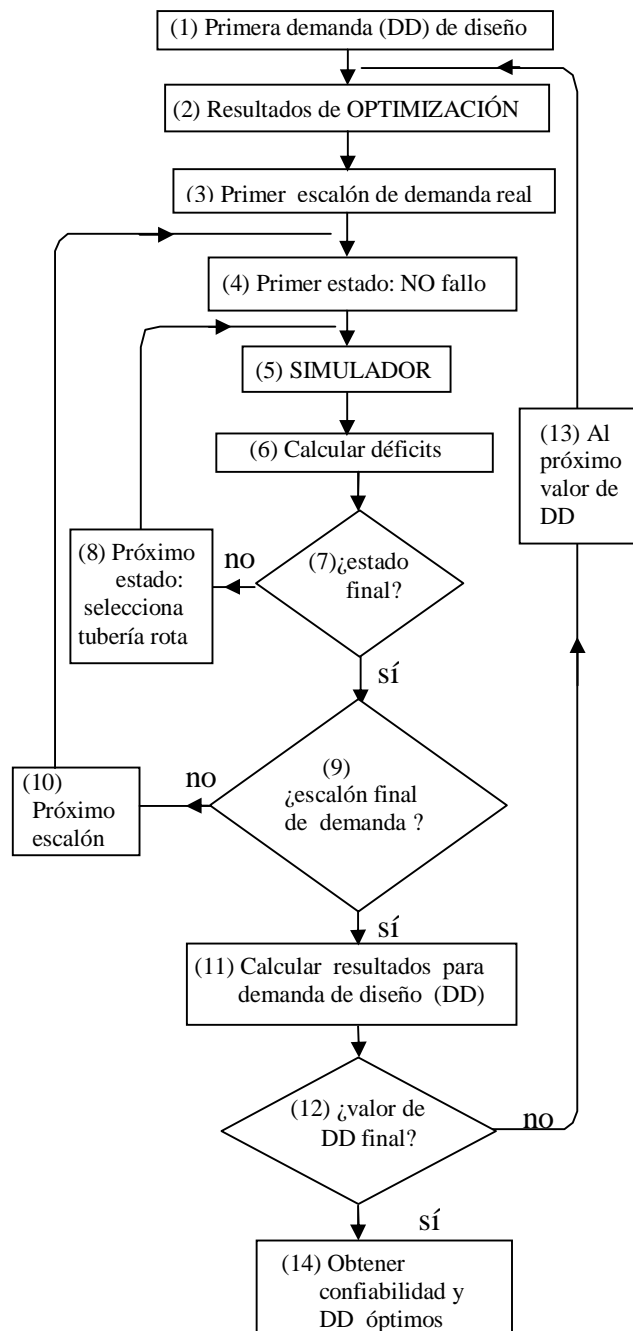 (1) Primera demanda (DD) de diseño
(2) Resultados de OPTIMIZACIÓN
(3) Primer escalón de demanda real
(4) Primer estado: NO fallo
(5) SIMULADOR
(6) Calcular déficits
(7)¿estado
final?
no
(8) Próximo
estado:
selecciona
tubería rota
sí
(9)
¿escalón final
de demanda ?
no
(10)
Próximo
escalón
sí
(11) Calcular resultados para
demanda de diseño (DD)
(12) ¿valor de
DD final?
no
(13) Al
próximo
valor de
DD
sí
(14) Obtener
confiabilidad y
DD óptimos